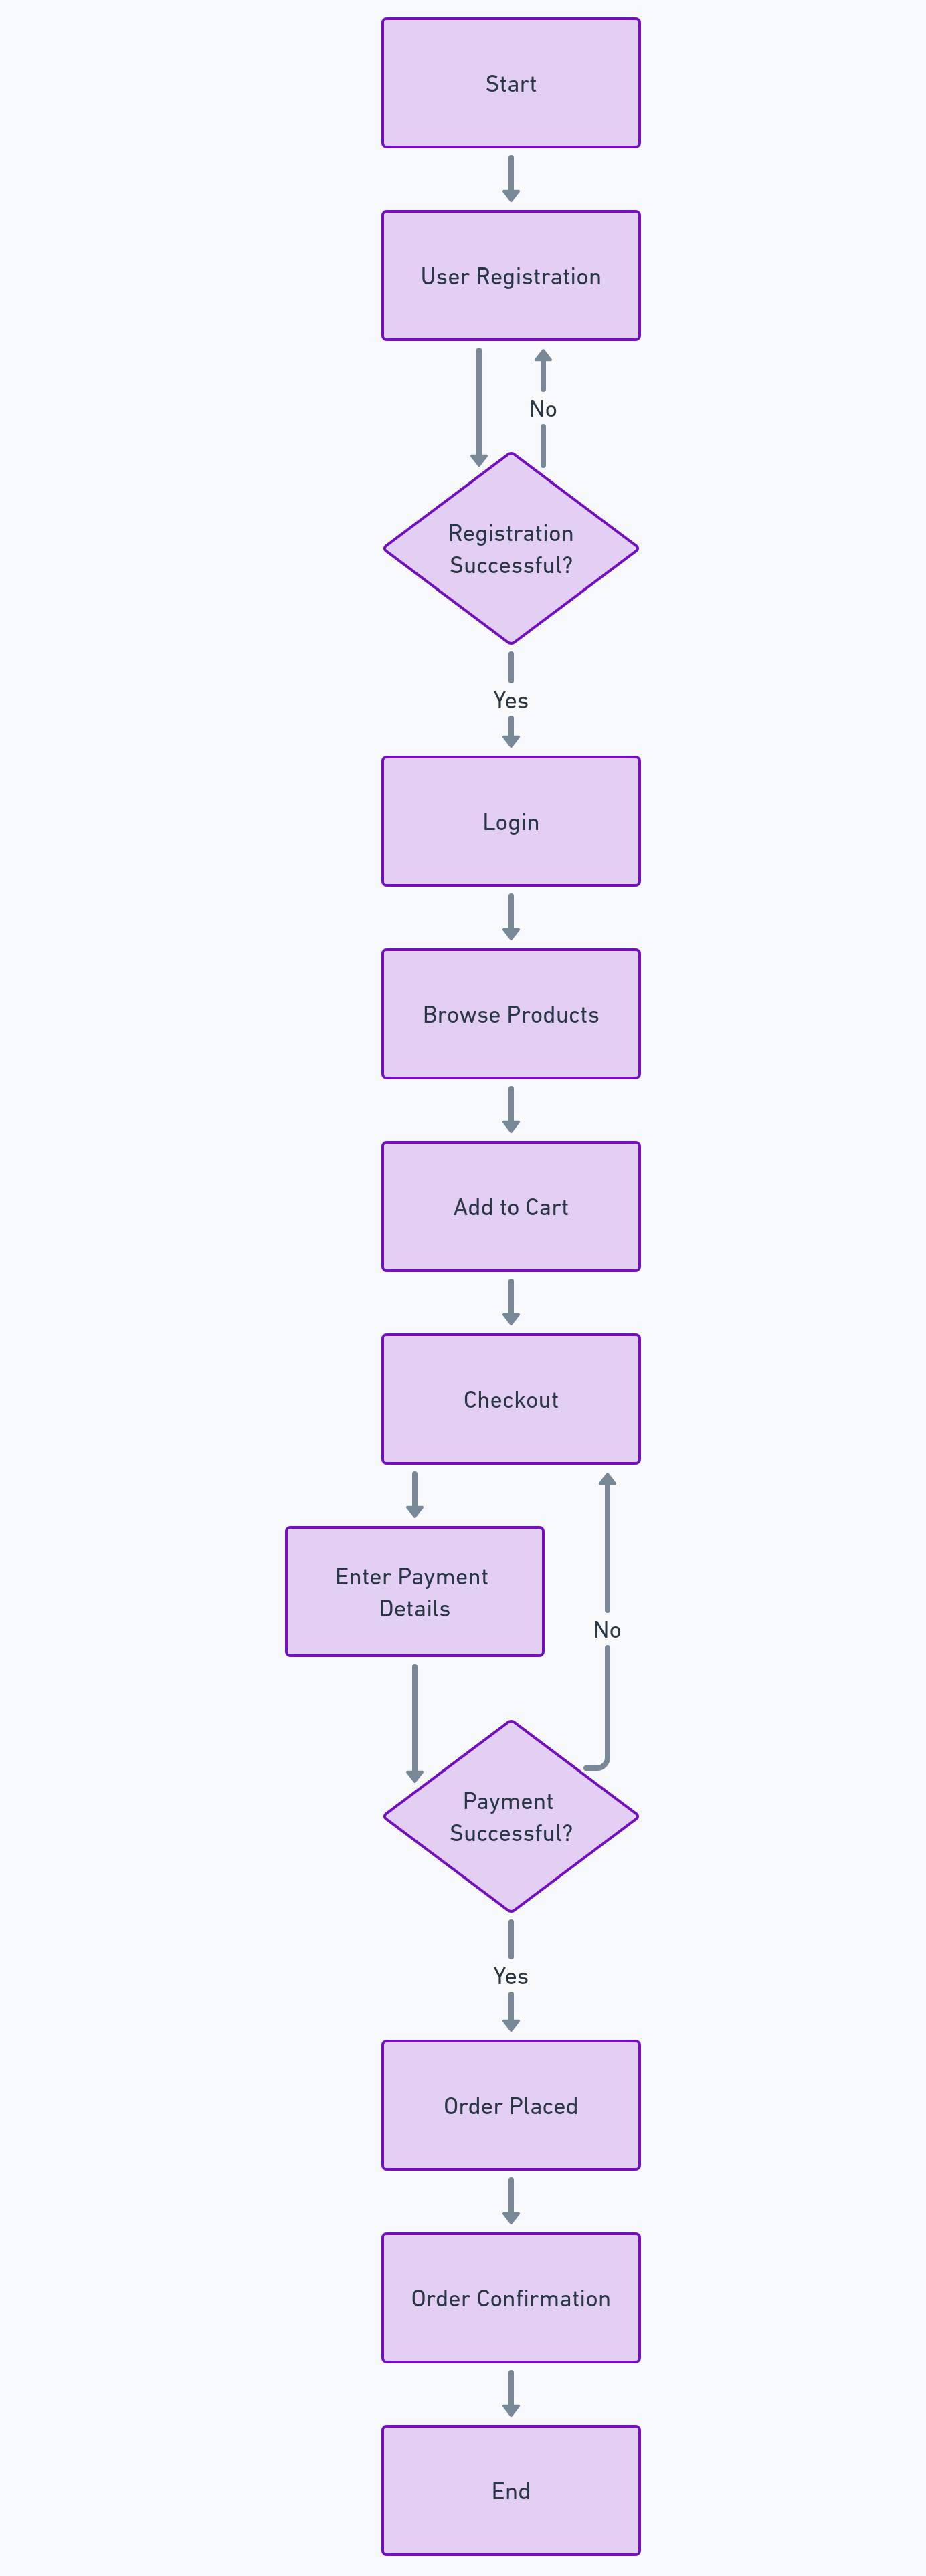 Start
User Registration
No
Registration
Successful?
Yes
Login
Browse Products
Add to Cart
Checkout
Enter Payment
Details
No
Payment
Successful?
Yes
Order Placed
Order Confirmation
End